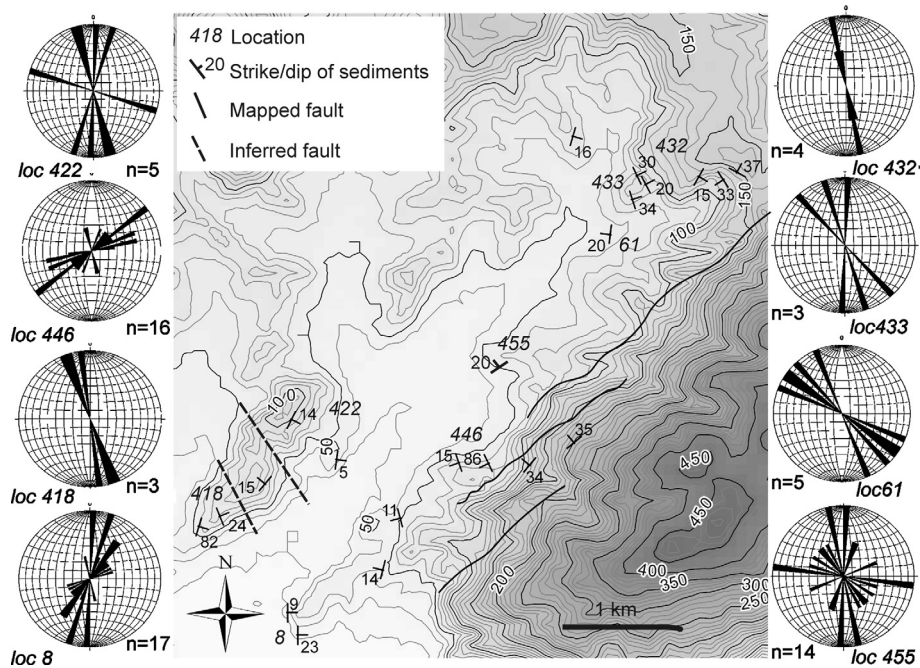 418 Location
20 Strike/dip of sediments
Mapped fault
Inferred fault
loc 422 n=5
loc 446 n=16
loc 418 n=3
loc 8 n=17
n=4 loc 432
n=3 loc433
n=5 loc61
n=14 loc 455
150
16
30 432
433 20
34
15 33 37
150
20 61
100
455
20
100
14 422
50
5
446
15 86
35
34
418 15
24
82
50 11
14
200
450
450
400
350
300
250
N
9
8 23
1 km